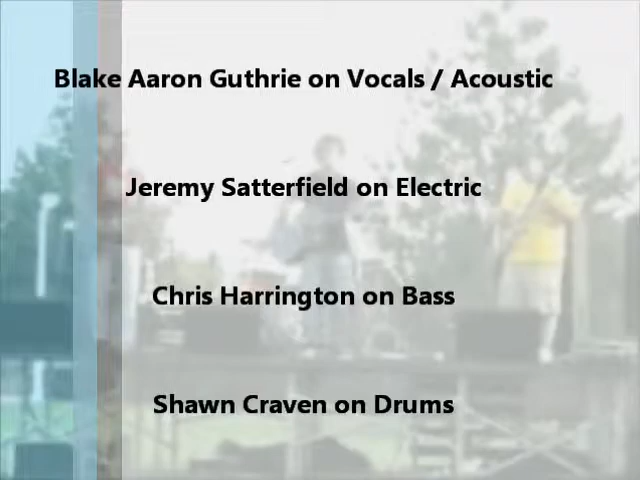 Blake Aaron Guthrie on Vocals / Acoustic
Jeremy Satterfield on Electric
Chris Harrington on Bass
Shawn Craven on Drums